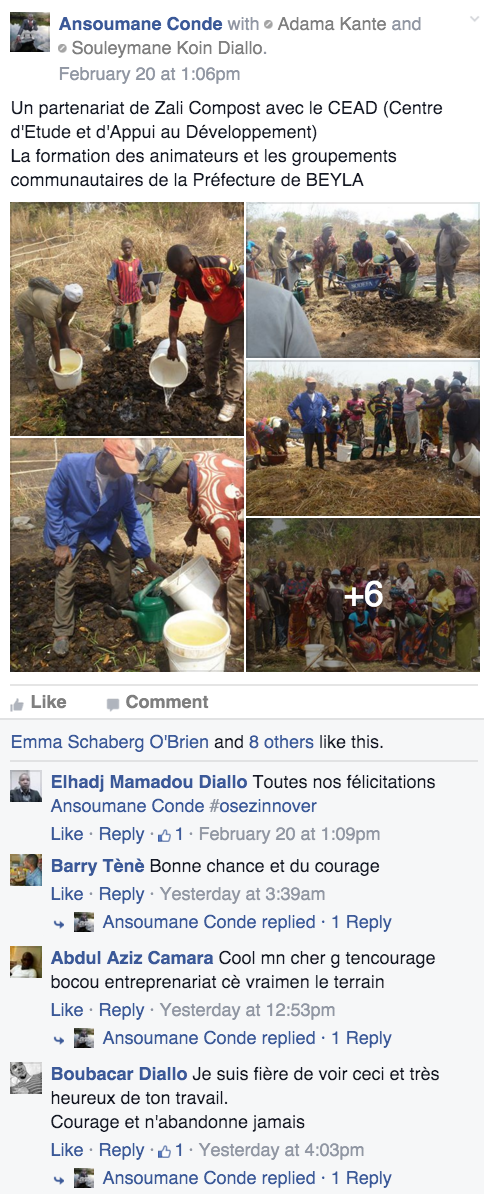 Ansoumane Conde with Adama Kante and
Souleymane Koin Diallo.
February 20 at 1:06pm
Un partenariat de Zali Compost avec le CEAD (Centre
d'Etude et d'Appui au Développement)
La formation des animateurs et les groupements
communautaires de la Préfecture de BEYLA
+6
Like Comment
Emma Schaberg O'Brien and 8 others like this.
Elhadj Mamadou Diallo Toutes nos félicitations
Ansoumane Conde #osezinnover
Like · Reply · 1 · February 20 at 1:09pm
Barry Tènè Bonne chance et du courage
Like · Reply · Yesterday at 3:39am
Ansoumane Conde replied · 1 Reply
Abdul Aziz Camara Cool mn cher g tencourage
bocou entreprenariat cè vraimen le terrain
Like · Reply · Yesterday at 12:53pm
Ansoumane Conde replied · 1 Reply
Boubacar Diallo Je suis fière de voir ceci et très
heureux de ton travail.
Courage et n'abandonne jamais
Like · Reply · 1 · Yesterday at 4:03pm
Ansoumane Conde replied · 1 Reply